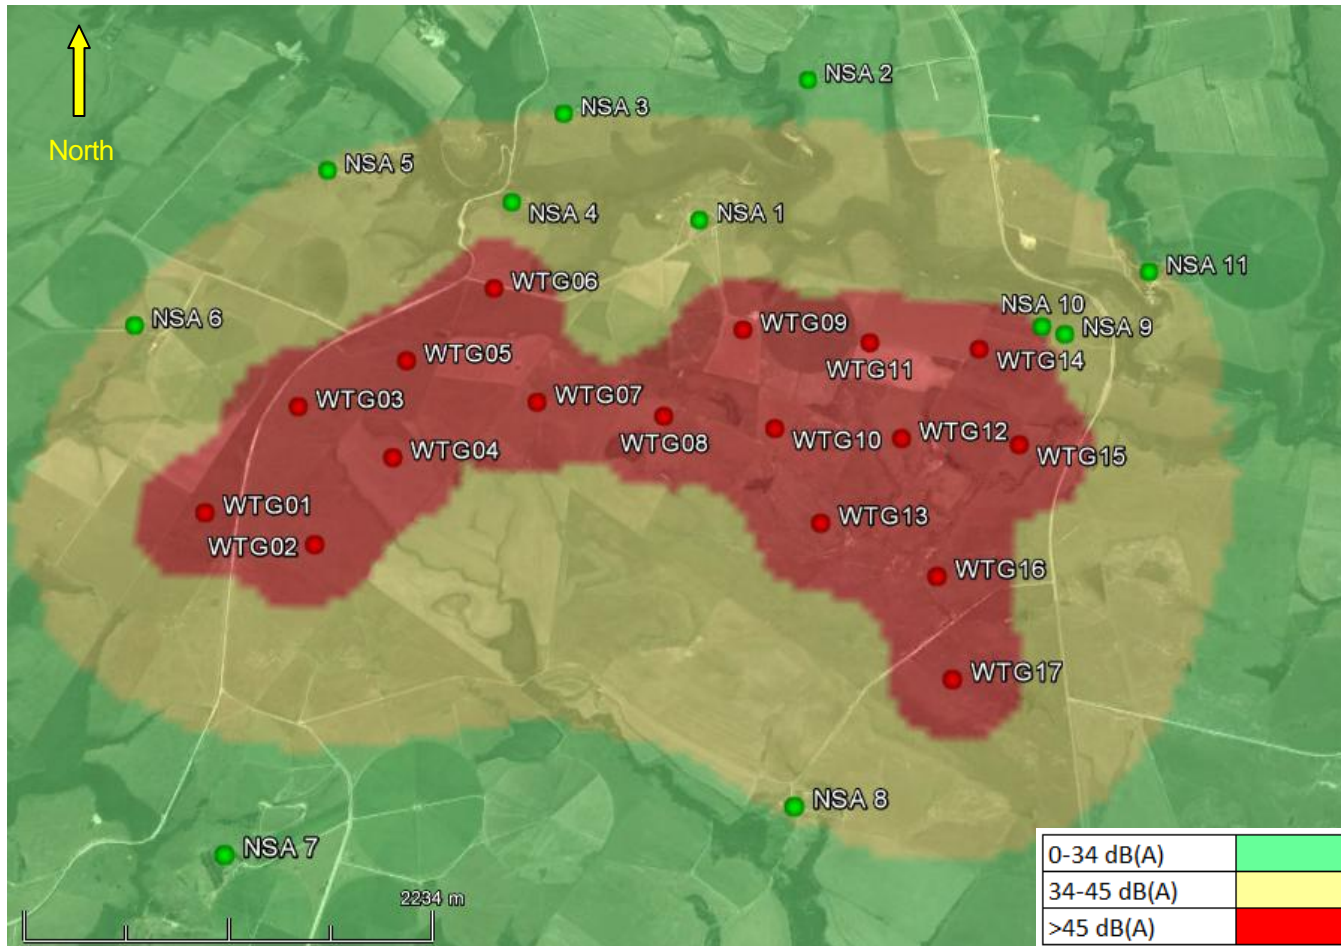 NSA 2
NSA 3
North
NSA 5
NSA 4
NSA 1
NSA 11
WTG06
NSA 10
NSA 6
WTG09
NSA 9
WTG05
WTG11
WTG14
WTG03
WTG07
WTG08
WTG10
WTG12
WTG04
WTG15
WTG01
WTG13
WTG02
WTG16
WTG17
NSA 8
NSA 7
0-34 dB(A)
34-45 dB(A)
>45 dB(A)
2234 m